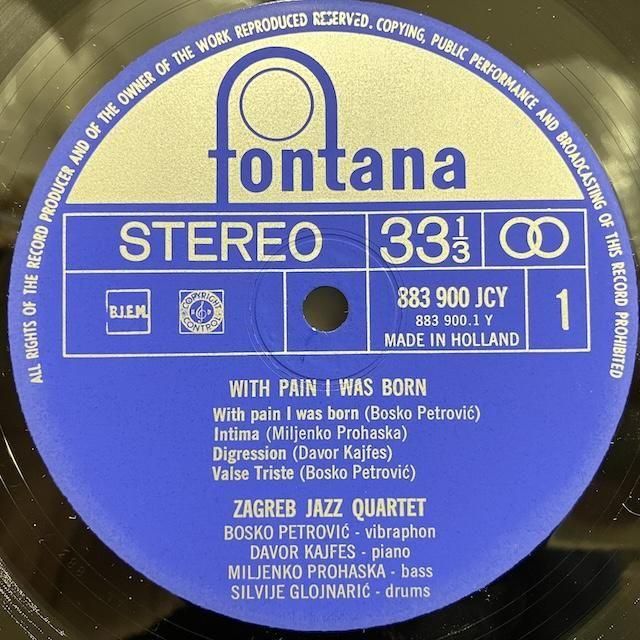 ALL RIGHTS OF THE RECORD PRODUCER AND OF THE OWNER OF THE WORK REPRODUCED RESERVED. COPYING, PUBLIC PERFORMANCE AND BROADCASTING OF THIS RECORD PROHIBITED
fontana
STEREO
33 1/3
B.I.E.M.
COPYRIGHT CONTROL
883 900 JCY
883 900.1 Y
MADE IN HOLLAND
1
WITH PAIN I WAS BORN
With pain I was born (Bosko Petrović)
Intima (Miljenko Prohaska)
Digression (Davor Kajfes)
Valse Triste (Bosko Petrović)
ZAGREB JAZZ QUARTET
BOSKO PETROVIĆ - vibraphon
DAVOR KAJFES - piano
MILJENKO PROHASKA - bass
SILVIJE GLOJNARIĆ - drums